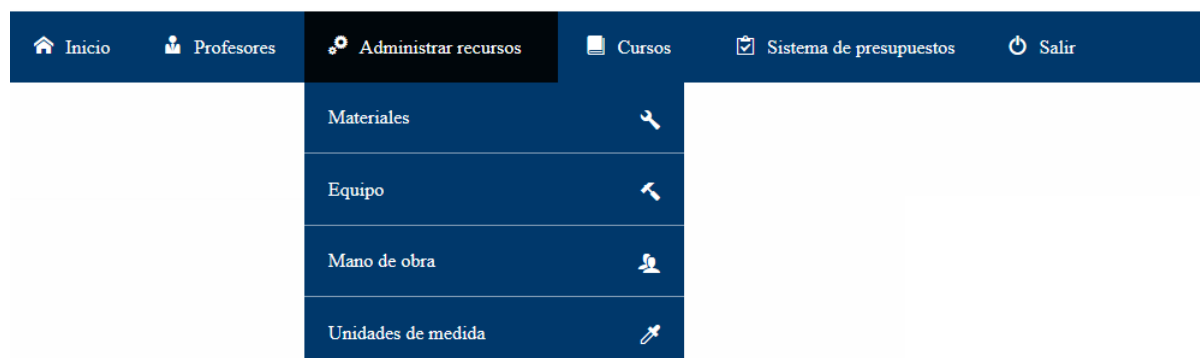 Inicio Profesores Administrar recursos Cursos Sistema de presupuestos Salir
Materiales
Equipo
Mano de obra
Unidades de medida